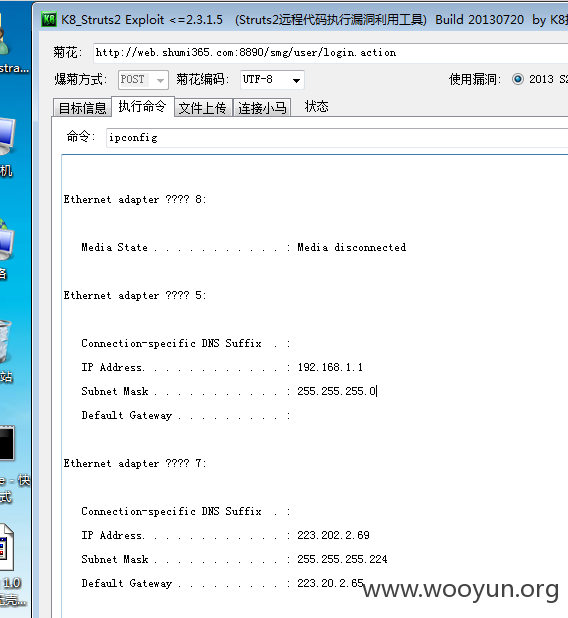 K8_Struts2 Exploit <=2.3.1.5 (Struts2远程代码执行漏洞利用工具) Build 20130720 by K8
stra...
菊花: http://web.shumi365.com:8890/smg/user/login.action
爆菊方式: POST 菊花编码: UTF-8 使用漏洞: 2013 S2
目标信息 执行命令 文件上传 连接小马 状态
命令: ipconfig
机
Ethernet adapter ???? 8:
Media State . . . . . . . . . . . : Media disconnected
络
Ethernet adapter ???? 5:
Connection-specific DNS Suffix . :
IP Address. . . . . . . . . . . . : 192.168.1.1
站
Subnet Mask . . . . . . . . . . . : 255.255.255.0
Default Gateway . . . . . . . . . :
Ethernet adapter ???? 7:
e - 快
式
Connection-specific DNS Suffix . :
IP Address. . . . . . . . . . . . : 223.202.2.69
Subnet Mask . . . . . . . . . . . : 255.255.255.224
Default Gateway . . . . . . . . . : 223.20.2.65
1.0
www.wooyun.org